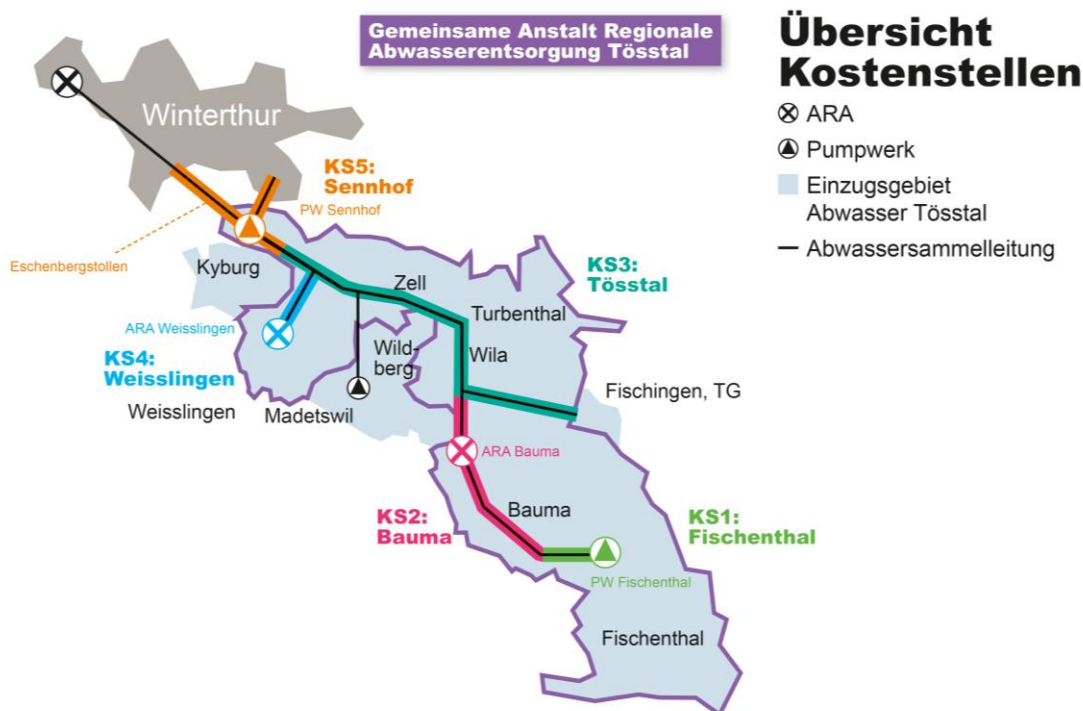 Gemeinsame Anstalt Regionale
Abwasserentsorgung Tösstal
Übersicht
Kostenstellen
ARA
Pumpwerk
Einzugsgebiet
Abwasser Tösstal
Abwassersammelleitung
Winterthur
KS5:
Sennhof
PW Sennhof
Eschenbergstollen
Kyburg
Zell
KS3:
Tösstal
Turbenthal
ARA Weisslingen
Wild-
berg
Wila
KS4:
Weisslingen
Weisslingen
Madetswil
Fischingen, TG
ARA Bauma
KS2:
Bauma
Bauma
KS1:
Fischenthal
PW Fischenthal
Fischenthal